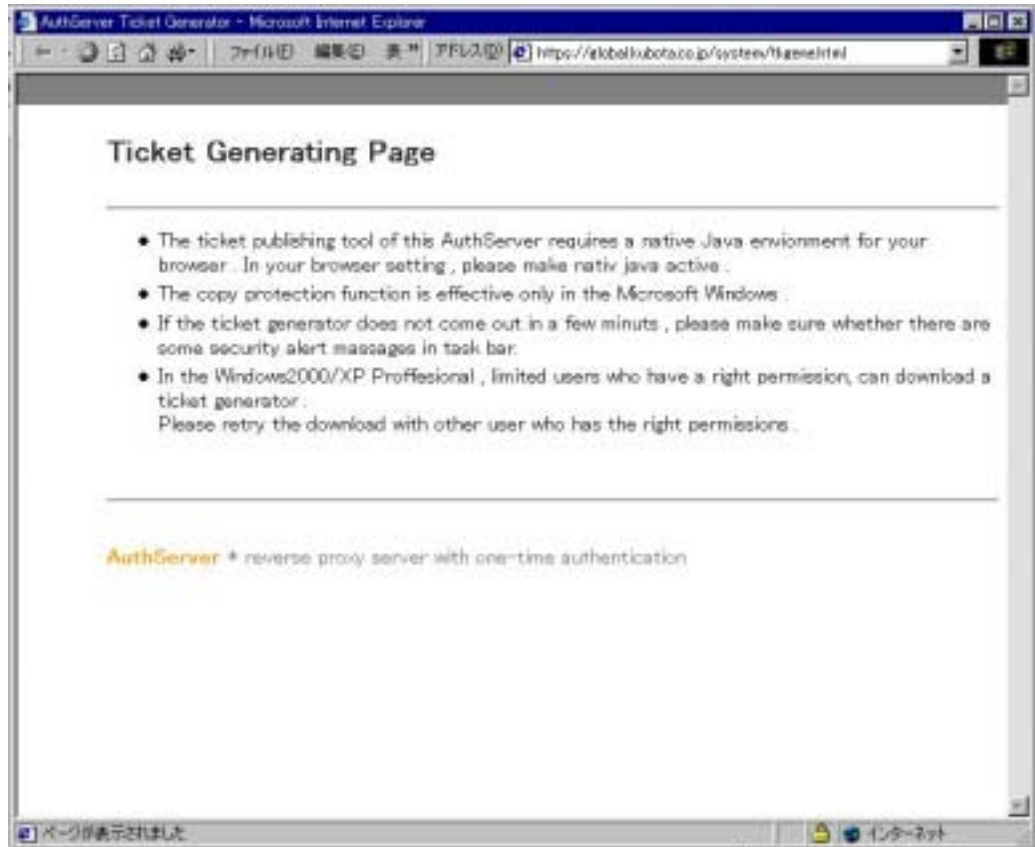 AuthServer Ticket Generator - Microsoft Internet Explorer
ファイル(F) 編集(E) 表 » アドレス(D) https://global.kubota.co.jp/system/tkgene.html
Ticket Generating Page
● The ticket publishing tool of this AuthServer requires a native Java envionment for your
browser . In your browser setting , please make nativ java active .
● The copy protection function is effective only in the Microsoft Windows .
● If the ticket generator does not come out in a few minuts , please make sure whether there are
some security alert massages in task bar.
● In the Windows2000/XP Proffesional , limited users who have a right permission, can download a
ticket generator .
Please retry the download with other user who has the right permissions .
AuthServer * reverse proxy server with one-time authentication
ページが表示されました インターネット